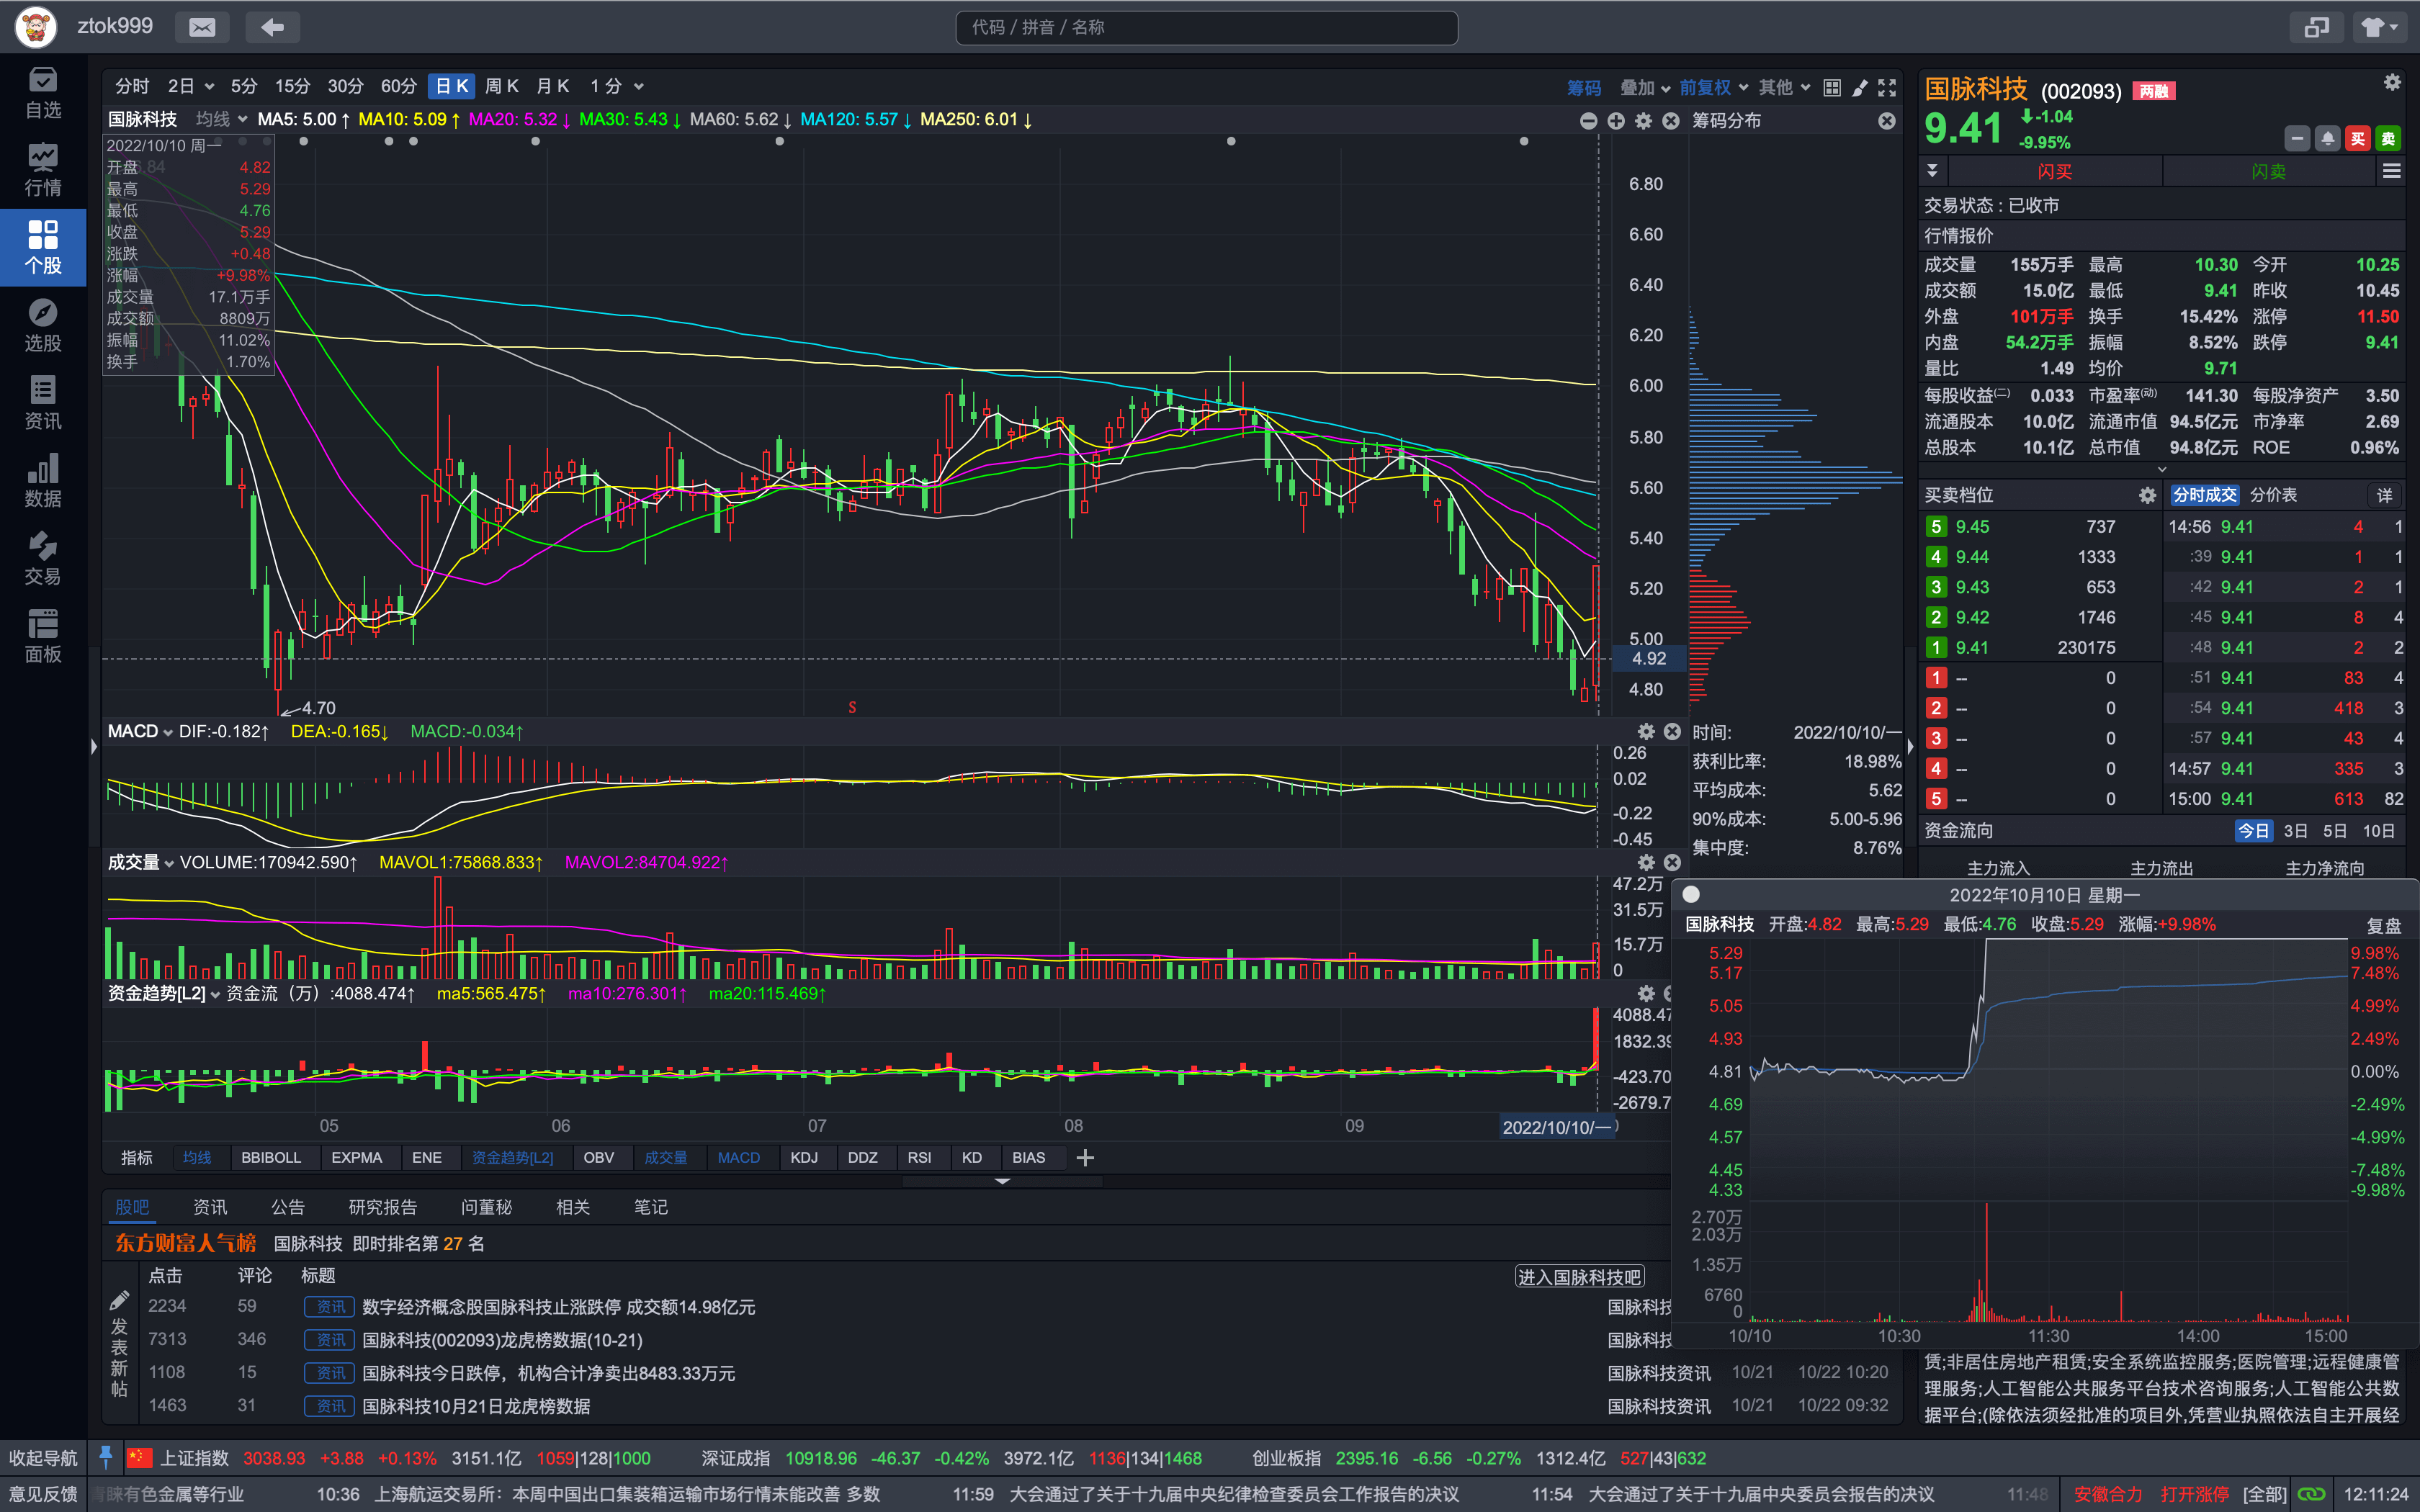 ztok999
代码 / 拼音 / 名称
自选
行情
个股
选股
资讯
数据
交易
面板
分时 2日 5分 15分 30分 60分 日K 周K 月K 1分 筹码 叠加 前复权 其他
国脉科技 均线 MA5: 5.00↑ MA10: 5.09↑ MA20: 5.32↓ MA30: 5.43↓ MA60: 5.62↓ MA120: 5.57↓ MA250: 6.01↓
筹码分布
2022/10/10 周一
开盘 4.82
最高 5.29
最低 4.76
收盘 5.29
涨跌 +0.48
涨幅 +9.98%
成交量 17.1万手
成交额 8809万
振幅 11.02%
换手 1.70%
6.80
6.60
6.40
6.20
6.00
5.80
5.60
5.40
5.20
5.00
4.92
4.80
4.70
S
MACD DIF:-0.182↑ DEA:-0.165↓ MACD:-0.034↑
0.26
0.02
-0.22
-0.45
成交量 VOLUME:170942.590↑ MAVOL1:75868.833↑ MAVOL2:84704.922↑
47.2万
31.5万
15.7万
0
资金趋势[L2] 资金流（万）:4088.474↑ ma5:565.475↑ ma10:276.301↑ ma20:115.469↑
4088.47
1832.39
-423.70
-2679.7
05 06 07 08 09 2022/10/10/一
指标 均线 BBIBOLL EXPMA ENE 资金趋势[L2] OBV 成交量 MACD KDJ DDZ RSI KD BIAS
时间: 2022/10/10/一
获利比率: 18.98%
平均成本: 5.62
90%成本: 5.00-5.96
集中度: 8.76%
国脉科技 (002093) 两融
9.41 -1.04
-9.95%
买 卖
闪买 闪卖
交易状态：已收市
行情报价
成交量 155万手 最高 10.30 今开 10.25
成交额 15.0亿 最低 9.41 昨收 10.45
外盘 101万手 换手 15.42% 涨停 11.50
内盘 54.2万手 振幅 8.52% 跌停 9.41
量比 1.49 均价 9.71
每股收益(二) 0.033 市盈率(动) 141.30 每股净资产 3.50
流通股本 10.0亿 流通市值 94.5亿元 市净率 2.69
总股本 10.1亿 总市值 94.8亿元 ROE 0.96%
买卖档位 分时成交 分价表 详
5 9.45 737 14:56 9.41 4 1
4 9.44 1333 :39 9.41 1 1
3 9.43 653 :42 9.41 2 1
2 9.42 1746 :45 9.41 8 4
1 9.41 230175 :48 9.41 2 2
1 -- 0 :51 9.41 83 4
2 -- 0 :54 9.41 418 3
3 -- 0 :57 9.41 43 4
4 -- 0 14:57 9.41 335 3
5 -- 0 15:00 9.41 613 82
资金流向 今日 3日 5日 10日
主力流入 主力流出 主力净流向
2022年10月10日 星期一
国脉科技 开盘:4.82 最高:5.29 最低:4.76 收盘:5.29 涨幅:+9.98% 复盘
5.29 9.98%
5.17 7.48%
5.05 4.99%
4.93 2.49%
4.81 0.00%
4.69 -2.49%
4.57 -4.99%
4.45 -7.48%
4.33 -9.98%
2.70万
2.03万
1.35万
6760
0
10/10 10:30 11:30 14:00 15:00
赁;非居住房地产租赁;安全系统监控服务;医院管理;远程健康管
理服务;人工智能公共服务平台技术咨询服务;人工智能公共数
据平台;(除依法须经批准的项目外,凭营业执照依法自主开展经
股吧 资讯 公告 研究报告 问董秘 相关 笔记
东方财富人气榜 国脉科技 即时排名第 27 名
点击 评论 标题 进入国脉科技吧
2234 59 资讯 数字经济概念股国脉科技止涨跌停 成交额14.98亿元 国脉科技
7313 346 资讯 国脉科技(002093)龙虎榜数据(10-21) 国脉科技
1108 15 资讯 国脉科技今日跌停，机构合计净卖出8483.33万元 国脉科技资讯 10/21 10/22 10:20
1463 31 资讯 国脉科技10月21日龙虎榜数据 国脉科技资讯 10/21 10/22 09:32
发表新帖
收起导航 上证指数 3038.93 +3.88 +0.13% 3151.1亿 1059|128|1000 深证成指 10918.96 -46.37 -0.42% 3972.1亿 1136|134|1468 创业板指 2395.16 -6.56 -0.27% 1312.4亿 527|43|632
意见反馈 青睐有色金属等行业 10:36 上海航运交易所：本周中国出口集装箱运输市场行情未能改善 多数 11:59 大会通过了关于十九届中央纪律检查委员会工作报告的决议 11:54 大会通过了关于十九届中央委员会报告的决议 11:48 安徽合力 打开涨停 [全部] 12:11:24